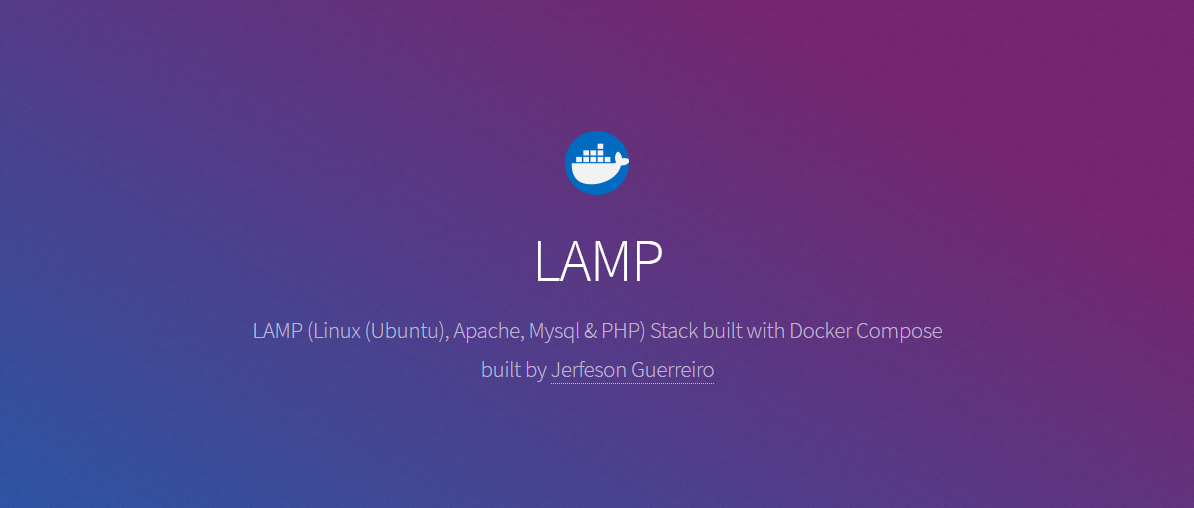 LAMP
LAMP (Linux (Ubuntu), Apache, Mysql & PHP) Stack built with Docker Compose
built by Jerfeson Guerreiro